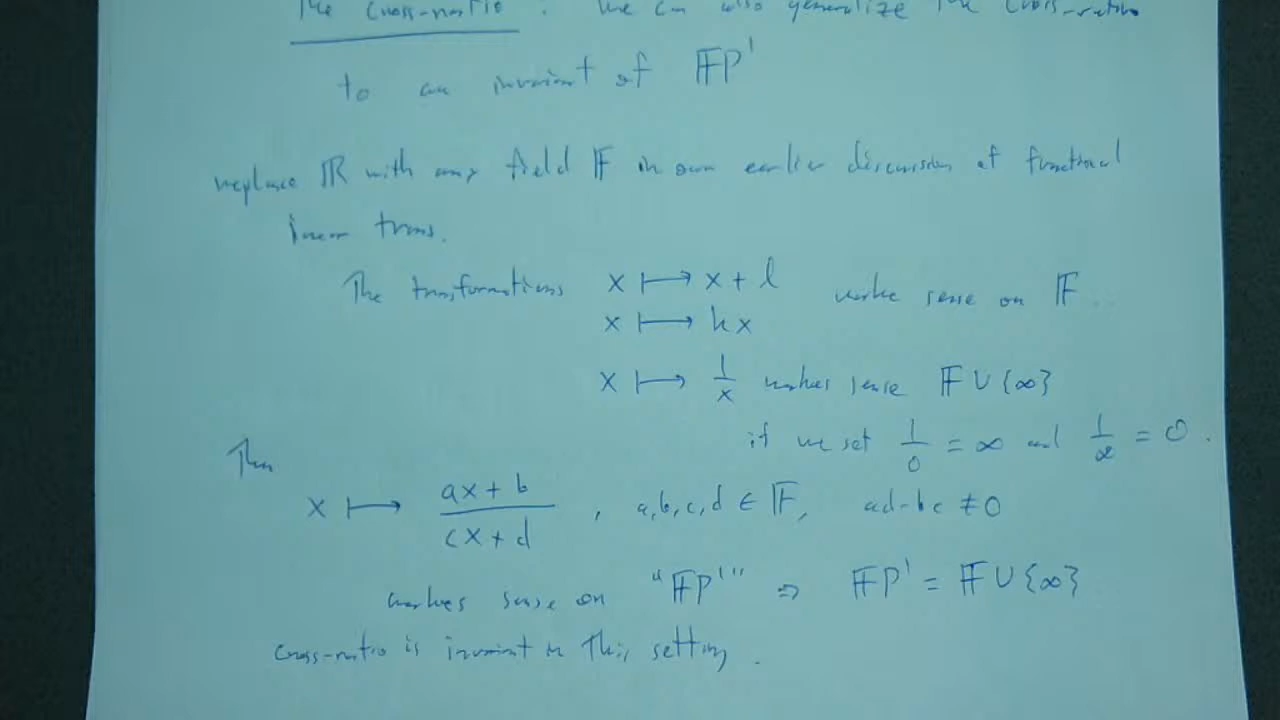 The cross-ratio : We can also generalize the cross-ratio
to an invariant of 𝔽P¹
replace ℝ with any field 𝔽 in our earlier discussion of functional
linear trans.
The transformations x ⟼ x + l make sense on 𝔽 ...
x ⟼ kx
x ⟼ 1/x makes sense 𝔽 ∪ {∞}
if we set 1/0 = ∞ and 1/∞ = 0 .
Then
x ⟼ (ax + b)/(cx + d) , a,b,c,d ∈ 𝔽, ad-bc ≠ 0
makes sense on "𝔽P¹" ⇒ 𝔽P¹ = 𝔽 ∪ {∞}
cross-ratio is invariant in this setting .